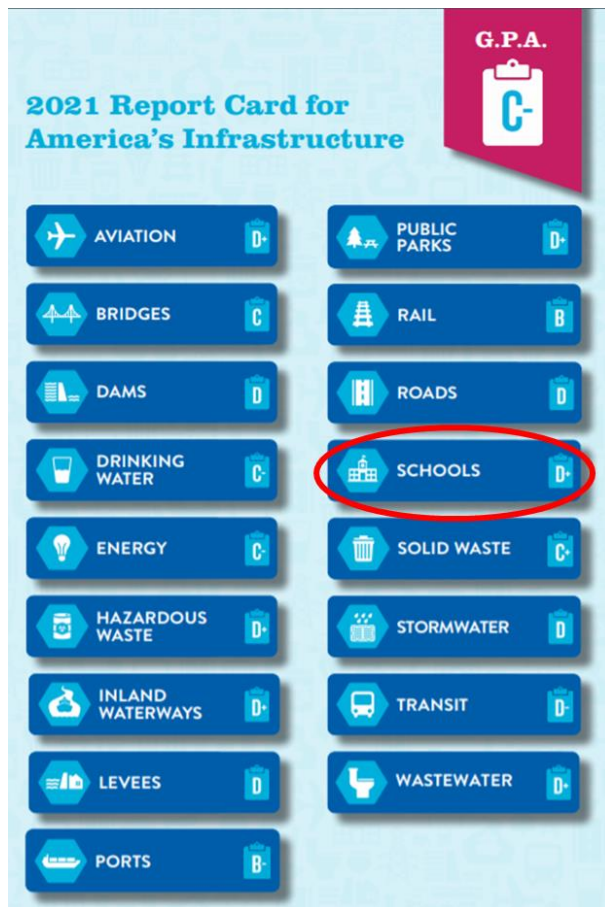 G.P.A.
C-
2021 Report Card for
America's Infrastructure
AVIATION D+
BRIDGES C
DAMS D
DRINKING
WATER C-
ENERGY C-
HAZARDOUS
WASTE D+
INLAND
WATERWAYS D+
LEVEES D
PORTS B-
PUBLIC
PARKS D+
RAIL B
ROADS D
SCHOOLS D+
SOLID WASTE C+
STORMWATER D
TRANSIT D-
WASTEWATER D+